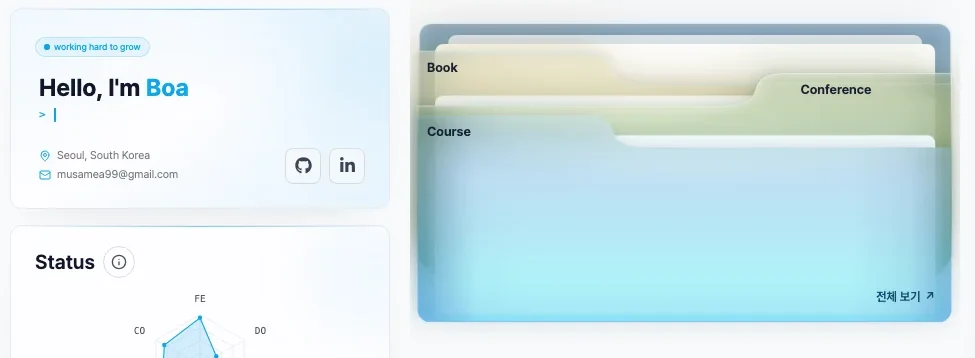 working hard to grow
Hello, I'm Boa
>
Seoul, South Korea
musamea99@gmail.com
in
Status
FE
CO
DO
Book
Conference
Course
전체 보기 ↗